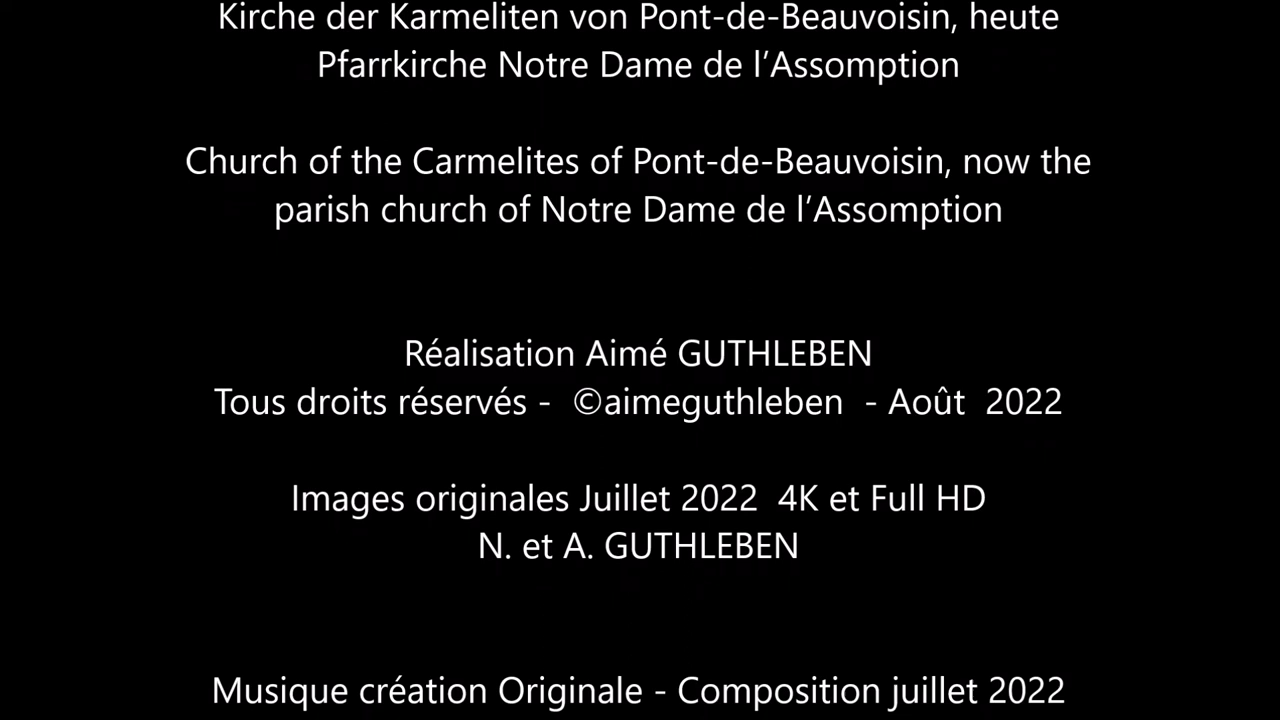 Kirche der Karmeliten von Pont-de-Beauvoisin, heute
Pfarrkirche Notre Dame de l’Assomption
Church of the Carmelites of Pont-de-Beauvoisin, now the
parish church of Notre Dame de l’Assomption
Réalisation Aimé GUTHLEBEN
Tous droits réservés -  ©aimeguthleben  - Août  2022
Images originales Juillet 2022  4K et Full HD
N. et A. GUTHLEBEN
Musique création Originale - Composition juillet 2022